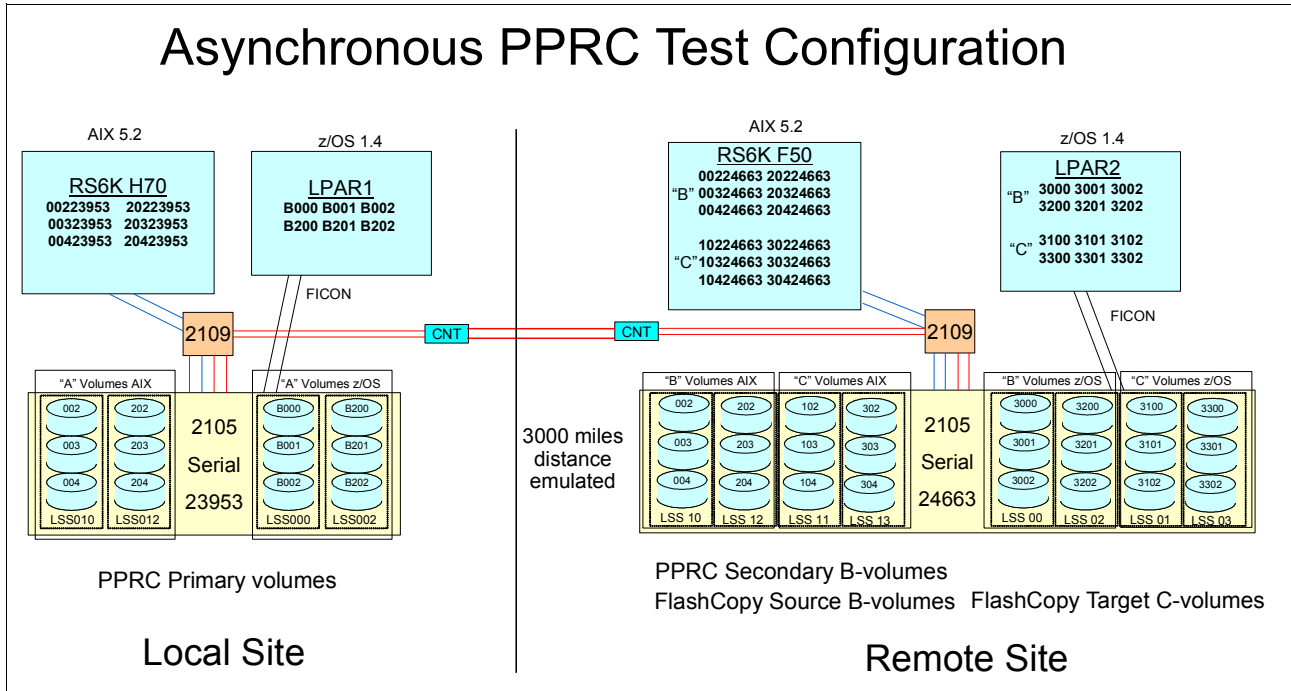 Asynchronous PPRC Test Configuration
AIX 5.2
z/OS 1.4
RS6K H70
00223953 20223953
00323953 20323953
00423953 20423953
LPAR1
B000 B001 B002
B200 B201 B202
FICON
2109
CNT
"A" Volumes AIX
"A" Volumes z/OS
002
003
004
LSS010
202
203
204
LSS012
2105
Serial
23953
B000
B001
B002
LSS000
B200
B201
B202
LSS002
PPRC Primary volumes
Local Site
3000 miles
distance
emulated
AIX 5.2
z/OS 1.4
RS6K F50
00224663 20224663
"B" 00324663 20324663
00424663 20424663
10224663 30224663
"C" 10324663 30324663
10424663 30424663
LPAR2
"B" 3000 3001 3002
3200 3201 3202
"C" 3100 3101 3102
3300 3301 3302
FICON
CNT
2109
"B" Volumes AIX
"C" Volumes AIX
"B" Volumes z/OS
"C" Volumes z/OS
002
003
004
LSS 10
202
203
204
LSS 12
102
103
104
LSS 11
302
303
304
LSS 13
2105
Serial
24663
3000
3001
3002
LSS 00
3200
3201
3202
LSS 02
3100
3101
3102
LSS 01
3300
3301
3302
LSS 03
PPRC Secondary B-volumes
FlashCopy Source B-volumes
FlashCopy Target C-volumes
Remote Site